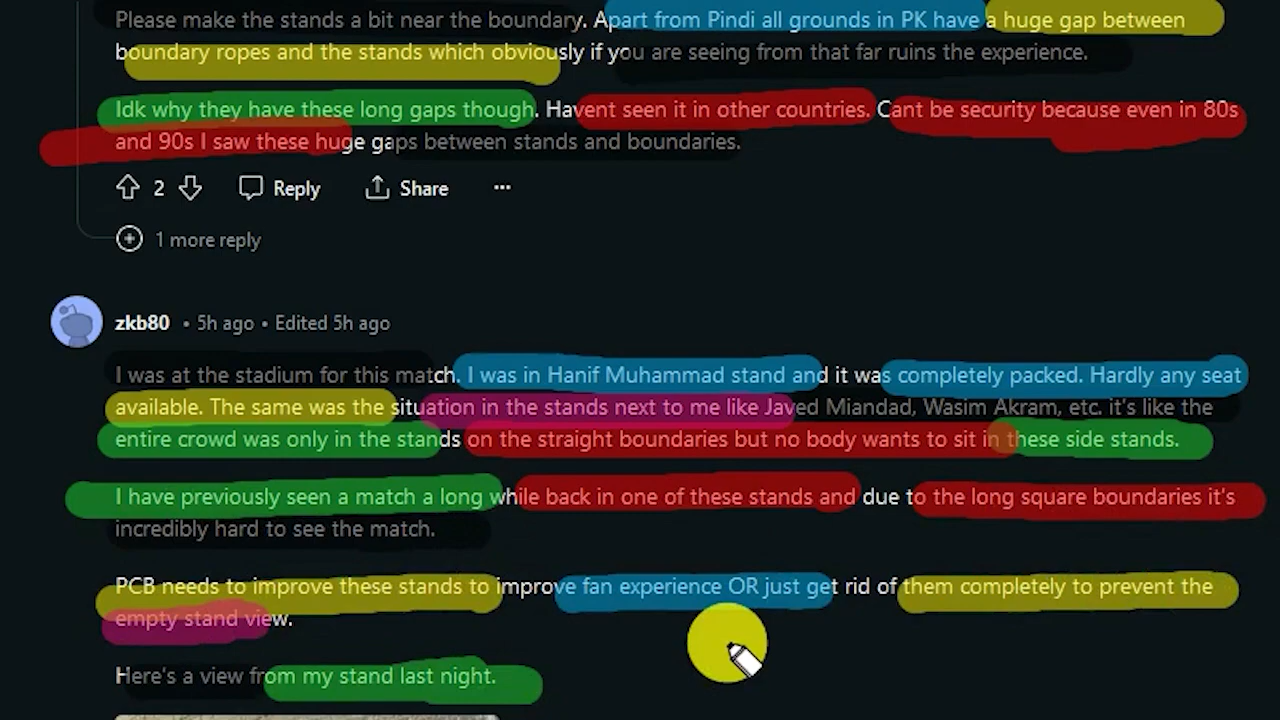 Please make the stands a bit near the boundary. Apart from Pindi all grounds in PK have a huge gap between
boundary ropes and the stands which obviously if you are seeing from that far ruins the experience.
Idk why they have these long gaps though. Havent seen it in other countries. Cant be security because even in 80s
and 90s I saw these huge gaps between stands and boundaries.
2 Reply Share ...
1 more reply
zkb80 • 5h ago • Edited 5h ago
I was at the stadium for this match. I was in Hanif Muhammad stand and it was completely packed. Hardly any seat
available. The same was the situation in the stands next to me like Javed Miandad, Wasim Akram, etc. it's like the
entire crowd was only in the stands on the straight boundaries but no body wants to sit in these side stands.
I have previously seen a match a long while back in one of these stands and due to the long square boundaries it's
incredibly hard to see the match.
PCB needs to improve these stands to improve fan experience OR just get rid of them completely to prevent the
empty stand view.
Here's a view from my stand last night.